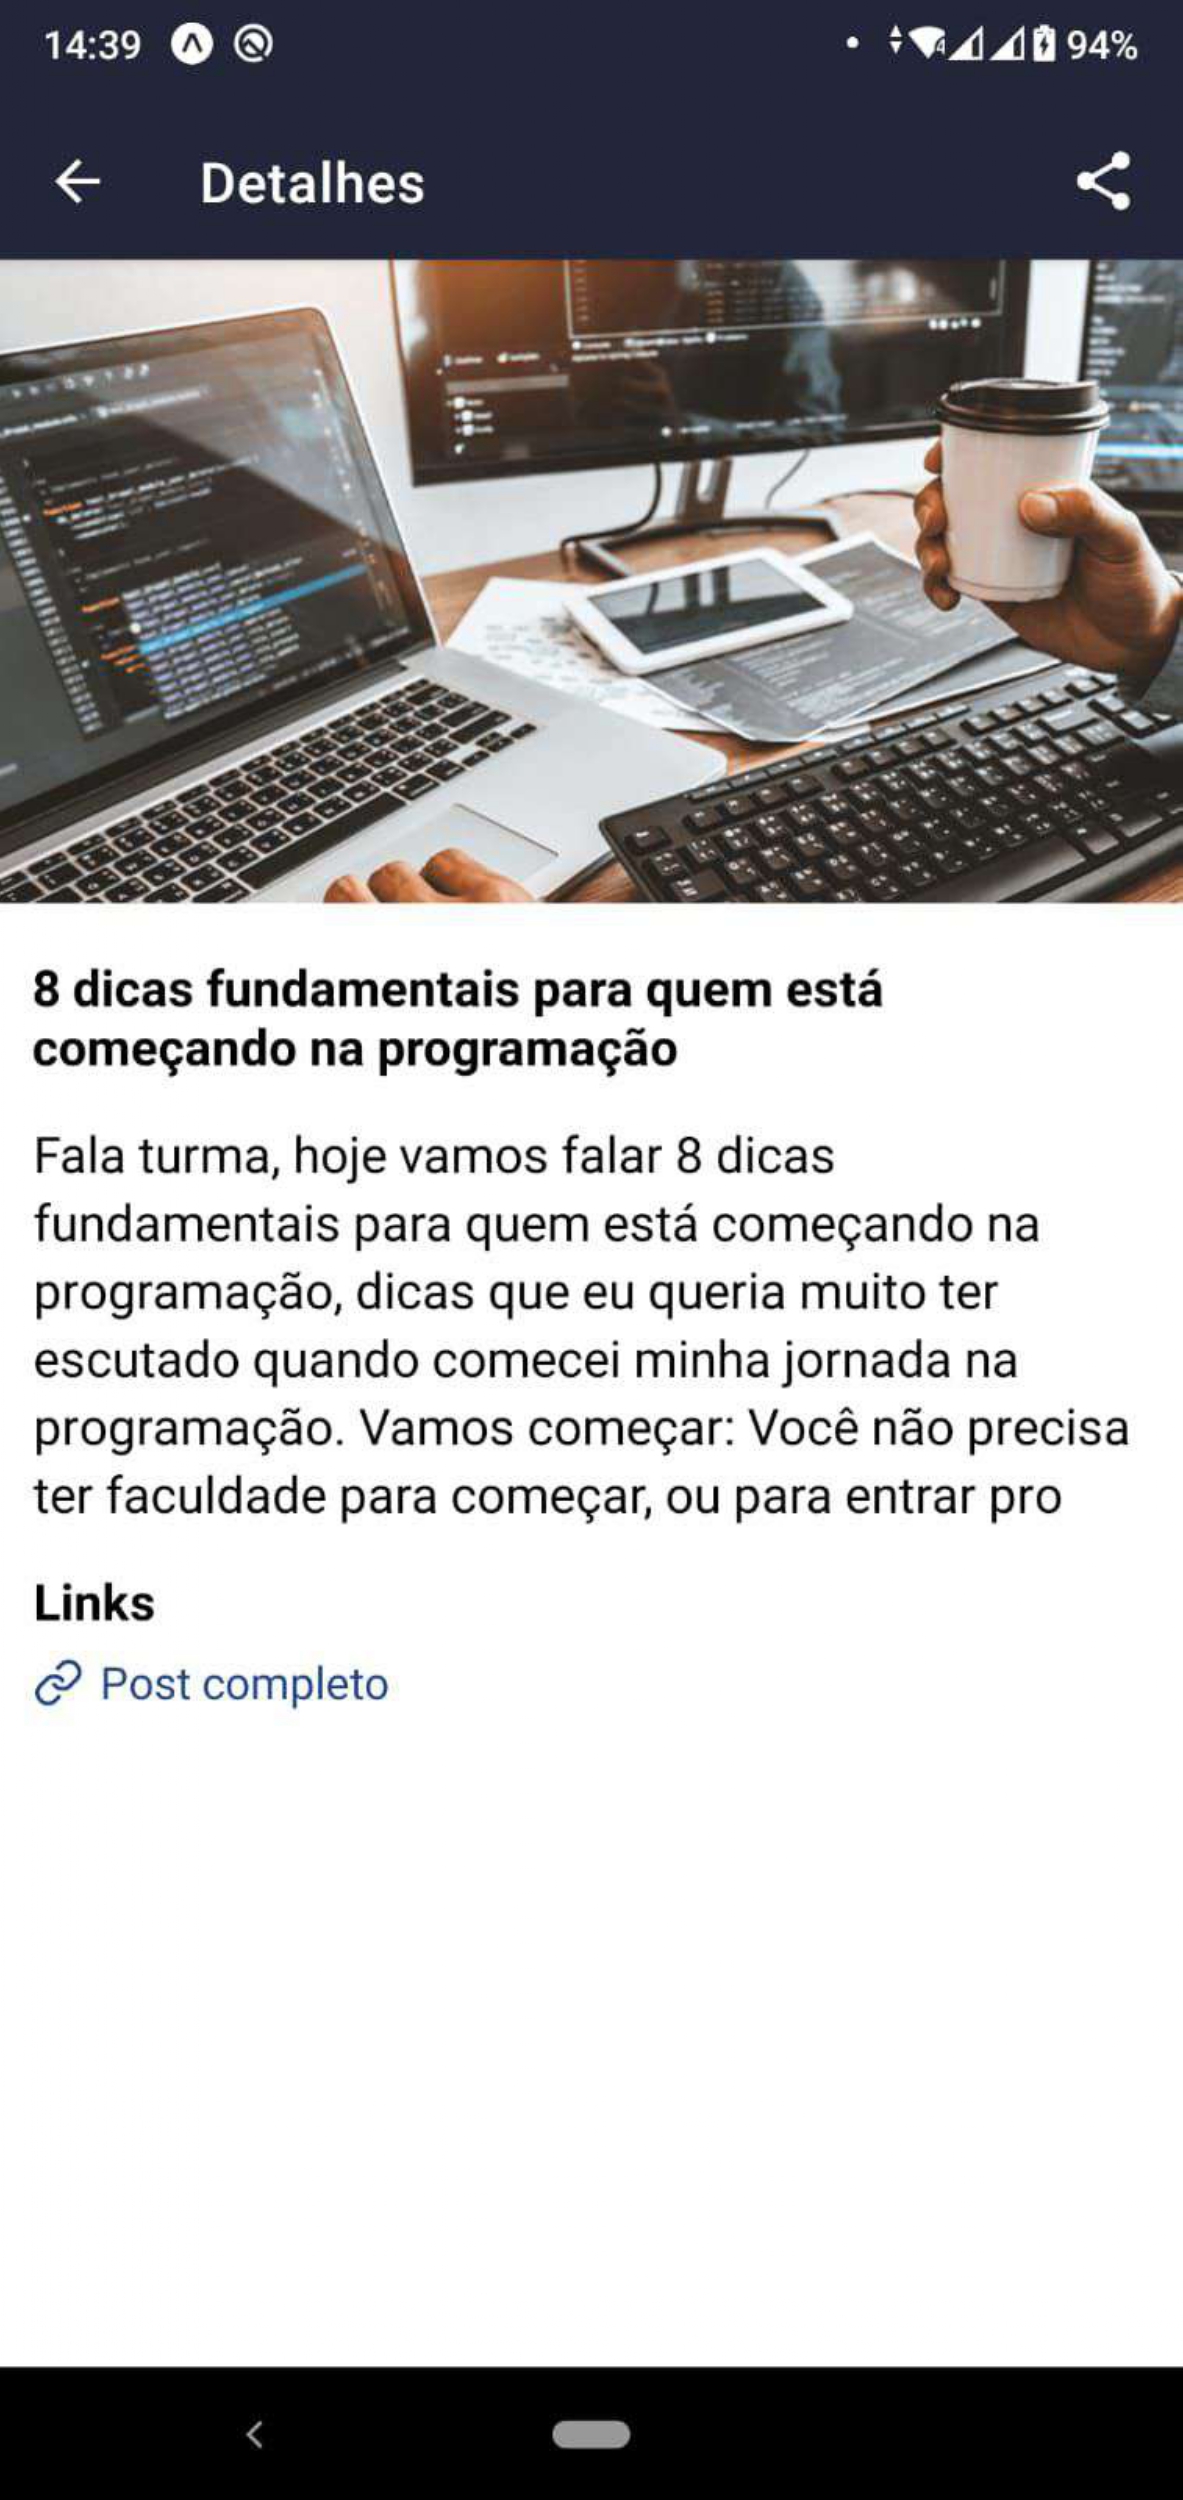 14:39
94%
Detalhes
8 dicas fundamentais para quem está
começando na programação
Fala turma, hoje vamos falar 8 dicas
fundamentais para quem está começando na
programação, dicas que eu queria muito ter
escutado quando comecei minha jornada na
programação. Vamos começar: Você não precisa
ter faculdade para começar, ou para entrar pro
Links
Post completo